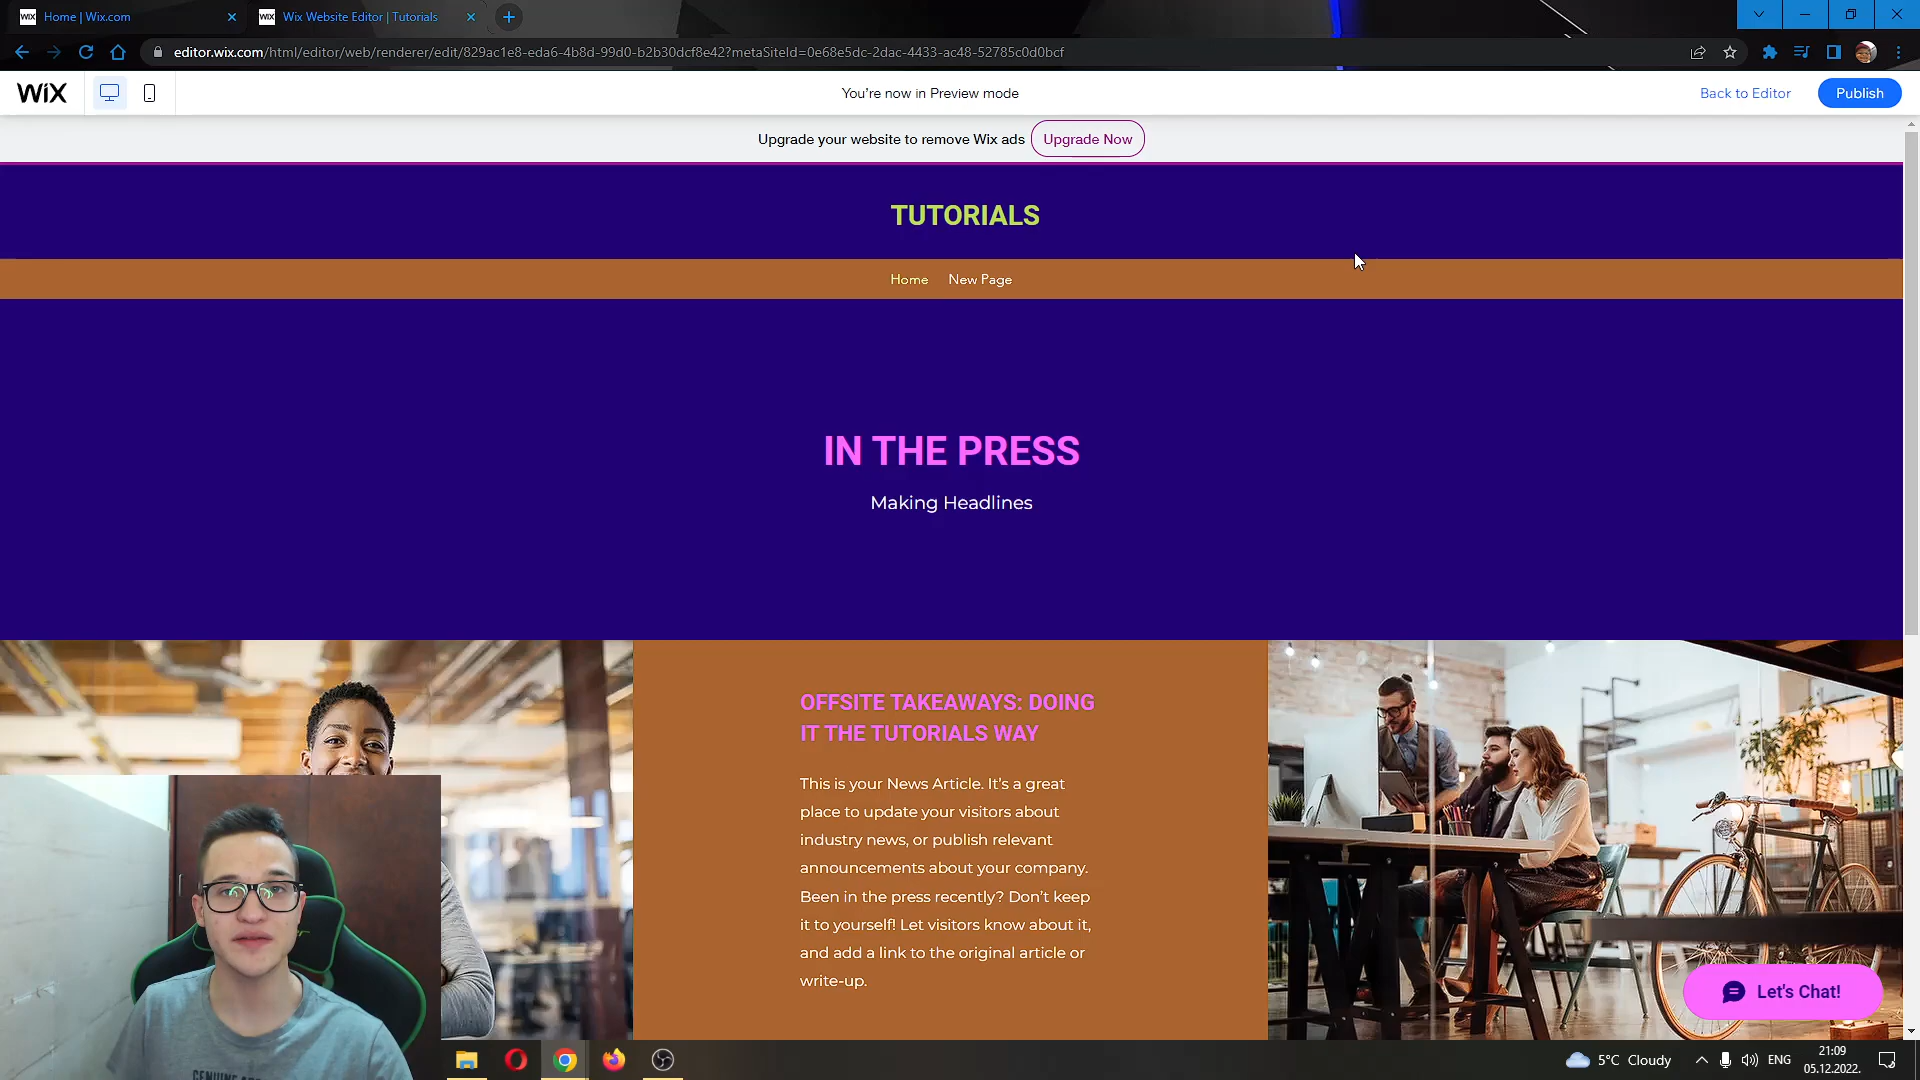 WiX Home | Wix.com
WiX Wix Website Editor | Tutorials
editor.wix.com/html/editor/web/renderer/edit/829ac1e8-eda6-4b8d-99d0-b2b30dcf8e42?metaSiteId=0e68e5dc-2dac-4433-ac48-52785c0d0bcf
WiX
You're now in Preview mode
Back to Editor
Publish
Upgrade your website to remove Wix ads
Upgrade Now
TUTORIALS
Home New Page
IN THE PRESS
Making Headlines
OFFSITE TAKEAWAYS: DOING
IT THE TUTORIALS WAY
This is your News Article. It's a great
place to update your visitors about
industry news, or publish relevant
announcements about your company.
Been in the press recently? Don't keep
it to yourself! Let visitors know about it,
and add a link to the original article or
write-up.
Let's Chat!
5°C Cloudy
ENG
21:09
05.12.2022.